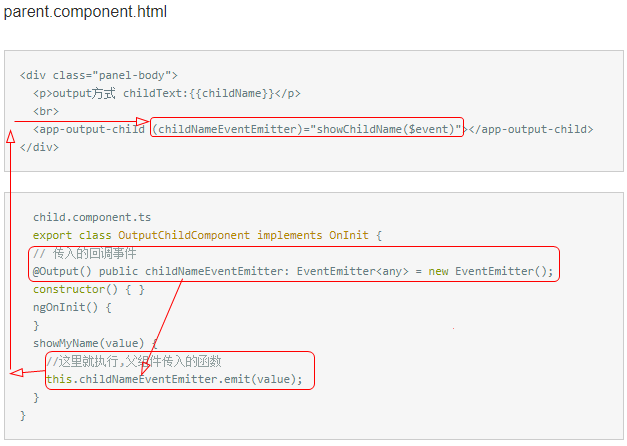 parent.component.html
<div class="panel-body">
<p>output方式 childText:{{childName}}</p>
<br>
<app-output-child (childNameEventEmitter)="showChildName($event)"></app-output-child>
</div>
child.component.ts
export class OutputChildComponent implements OnInit {
// 传入的回调事件
@Output() public childNameEventEmitter: EventEmitter<any> = new EventEmitter();
constructor() { }
ngOnInit() {
}
showMyName(value) {
//这里就执行,父组件传入的函数
this.childNameEventEmitter.emit(value);
}
}